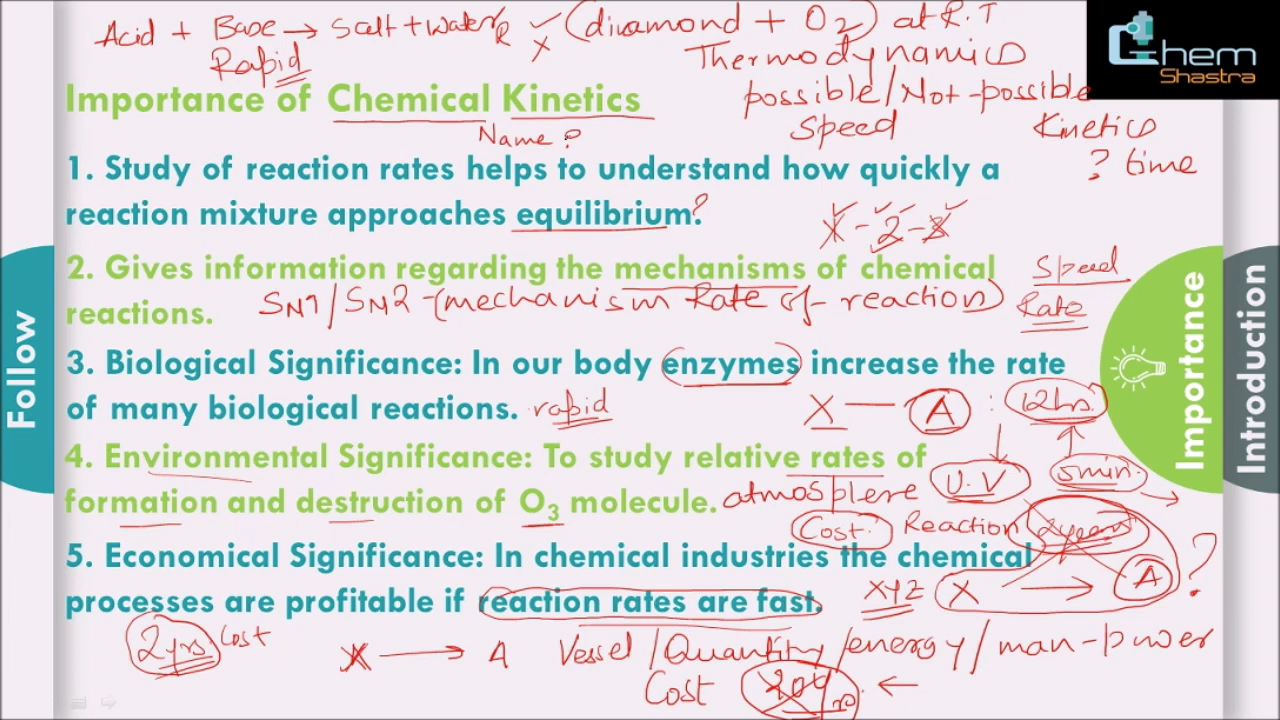 Acid + Base → Salt + Water
Rapid
(diamond + O2) at R.T
Thermodynamics
possible/Not-possible
Speed
Kinetics
? time
Chem
Shastra
Importance of Chemical Kinetics
Name?
1. Study of reaction rates helps to understand how quickly a
reaction mixture approaches equilibrium.
?
2. Gives information regarding the mechanisms of chemical
reactions.
SN1/SN2 - (mechanism Rate of reaction)
Speed
Rate
3. Biological Significance: In our body enzymes increase the rate
of many biological reactions.
rapid
X — A : 12hrs.
4. Environmental Significance: To study relative rates of
formation and destruction of O3 molecule.
atmosphere
U.V
5min.
Cost: Reaction 2years
5. Economical Significance: In chemical industries the chemical
processes are profitable if reaction rates are fast.
XYZ X → A ?
2yrs cost
X → A Vessel/Quantity/energy/man-power
Cost ←
Follow
Importance
Introduction